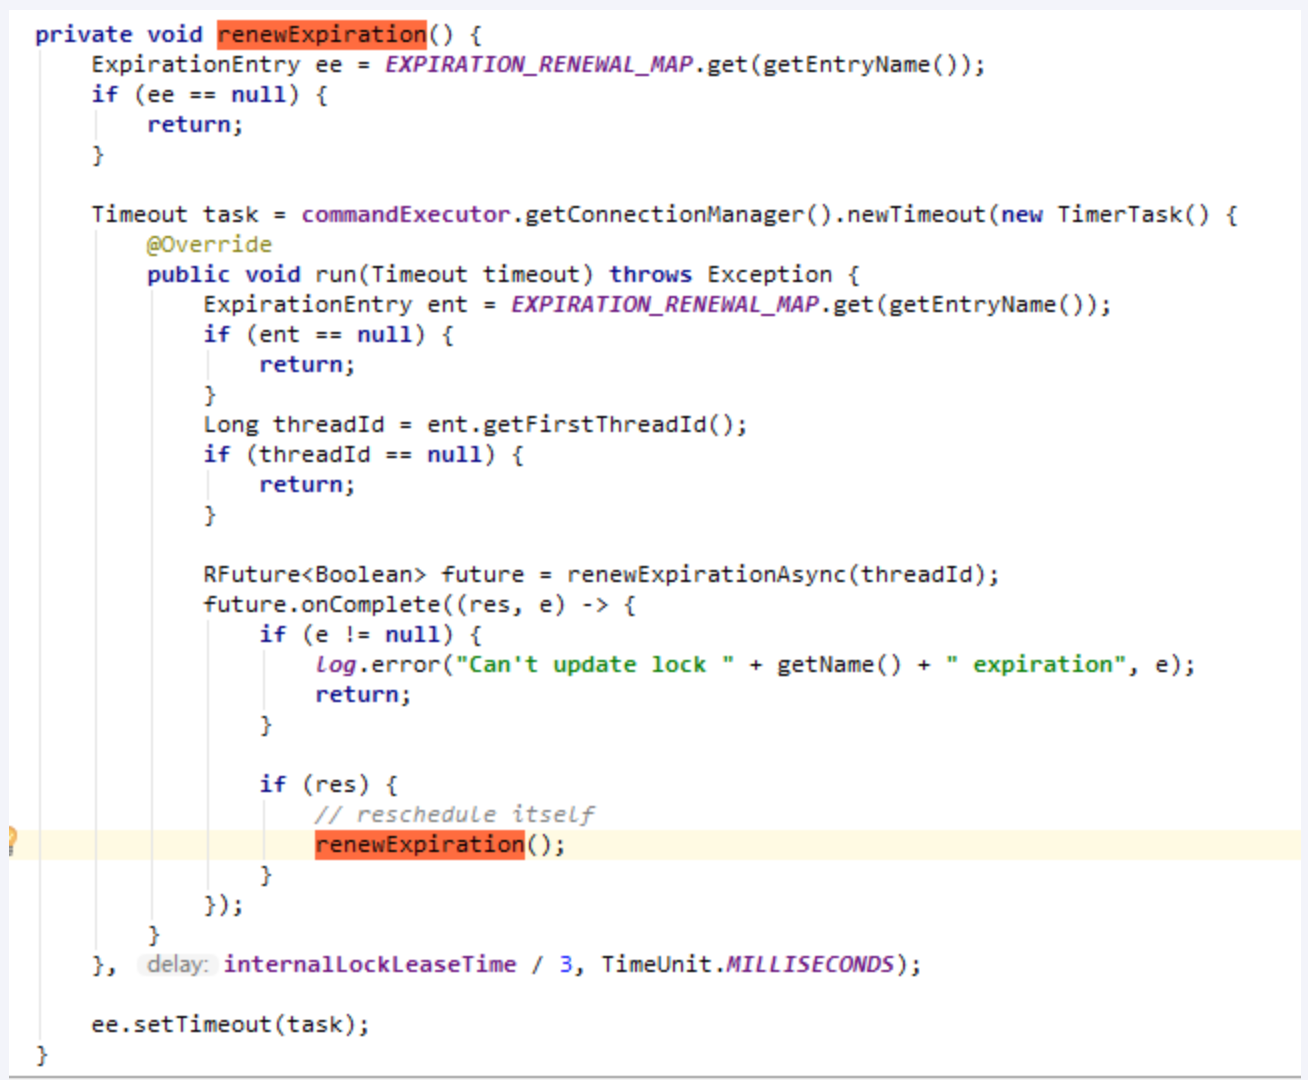 private void renewExpiration() {
    ExpirationEntry ee = EXPIRATION_RENEWAL_MAP.get(getEntryName());
    if (ee == null) {
        return;
    }

    Timeout task = commandExecutor.getConnectionManager().newTimeout(new TimerTask() {
        @Override
        public void run(Timeout timeout) throws Exception {
            ExpirationEntry ent = EXPIRATION_RENEWAL_MAP.get(getEntryName());
            if (ent == null) {
                return;
            }
            Long threadId = ent.getFirstThreadId();
            if (threadId == null) {
                return;
            }

            RFuture<Boolean> future = renewExpirationAsync(threadId);
            future.onComplete((res, e) -> {
                if (e != null) {
                    log.error("Can't update lock " + getName() + " expiration", e);
                    return;
                }

                if (res) {
                    // reschedule itself
                    renewExpiration();
                }
            });
        }
    }, delay: internalLockLeaseTime / 3, TimeUnit.MILLISECONDS);

    ee.setTimeout(task);
}